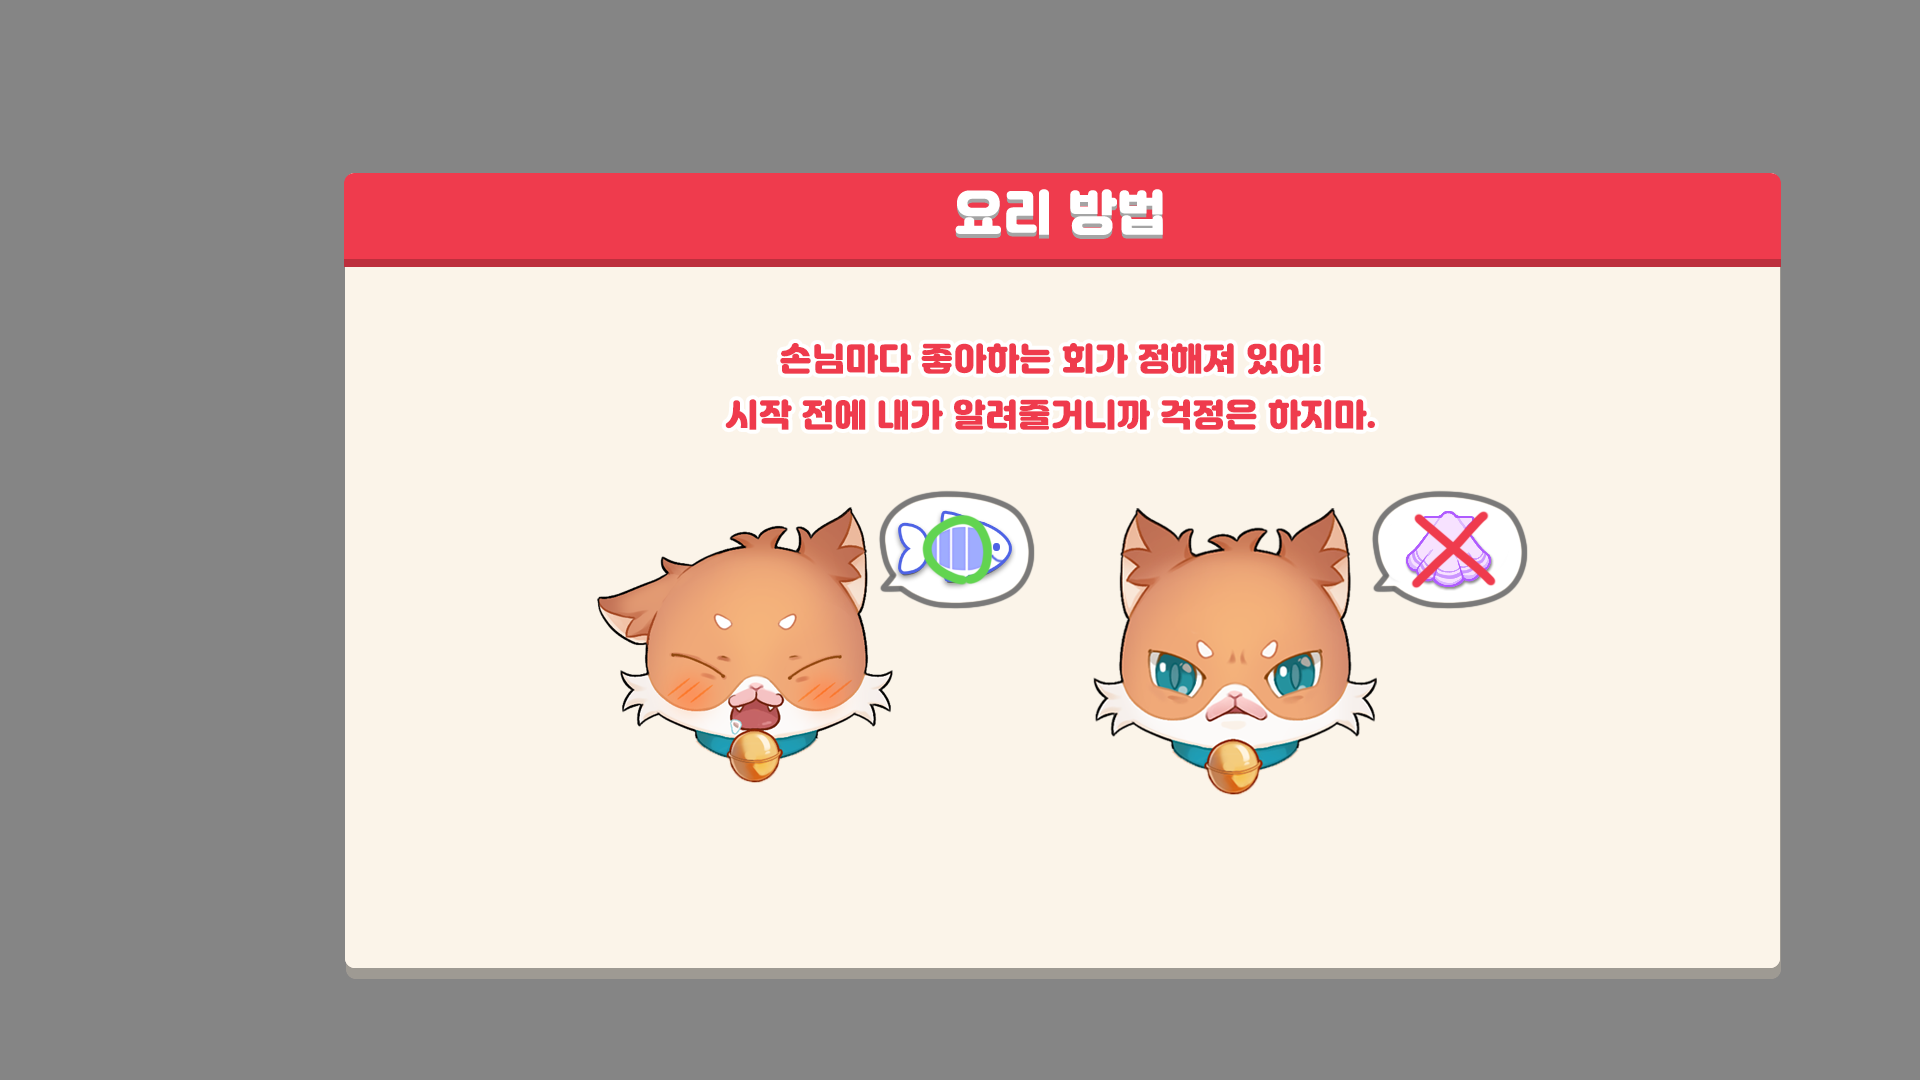 요리 방법
손님마다 좋아하는 회가 정해져 있어!
시작 전에 내가 알려줄거니까 걱정은 하지마.